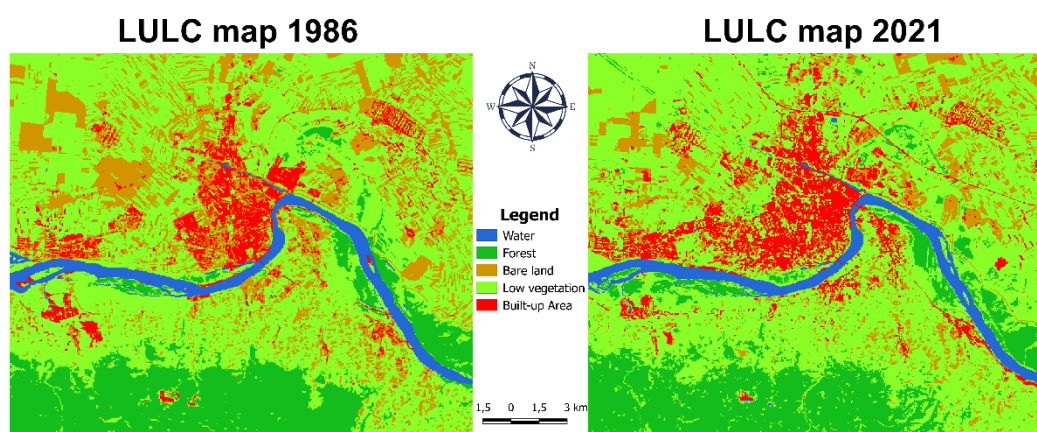 LULC map 1986
LULC map 2021
N
W E
S
Legend
Water
Forest
Bare land
Low vegetation
Built-up Area
1,5 0 1,5 3 km